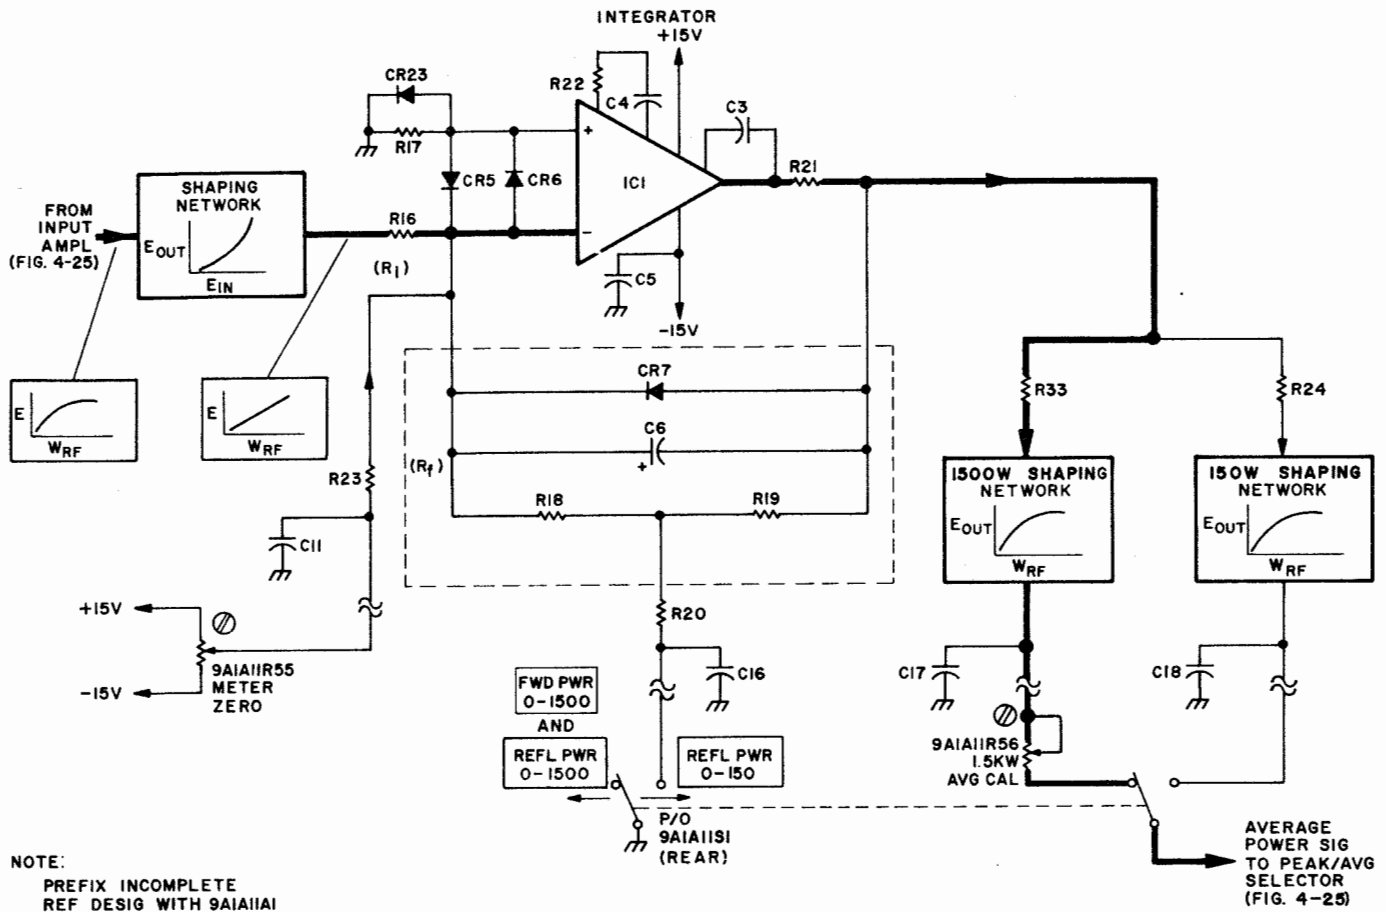 INTEGRATOR
+15V
CR23
R22
C4
C3
R17
+
R21
SHAPING
NETWORK
CR5
CR6
IC1
FROM
INPUT
AMPL
(FIG. 4-25)
EOUT
EIN
R16
-
(Ri)
C5
-15V
E
WRF
E
WRF
CR7
R33
R24
C6
+
(Rf)
R23
R18
R19
1500W SHAPING
NETWORK
EOUT
WRF
150W SHAPING
NETWORK
EOUT
WRF
C11
+15V
R20
9A1A11R55
METER
ZERO
-15V
C16
C17
C18
FWD PWR
0-1500
AND
REFL PWR
0-1500
REFL PWR
0-150
9A1A11R56
1.5KW
AVG CAL
P/O
9A1A11S1
(REAR)
AVERAGE
POWER SIG
TO PEAK/AVG
SELECTOR
(FIG. 4-25)
NOTE:
PREFIX INCOMPLETE
REF DESIG WITH 9A1A11A1